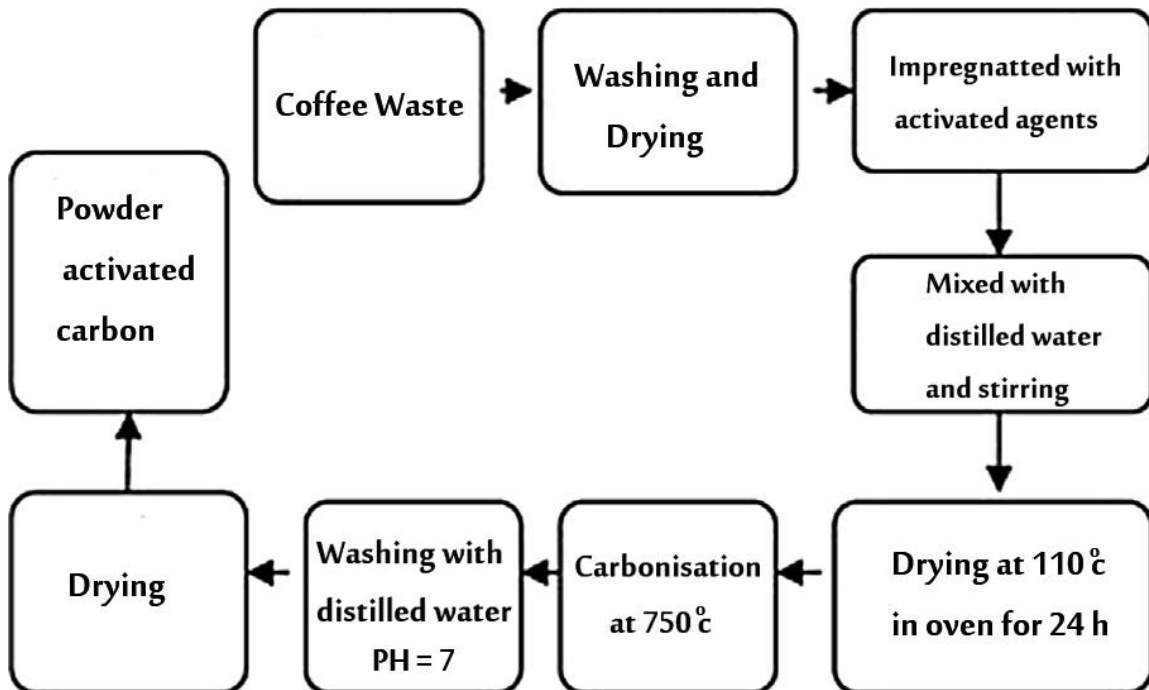 Coffee Waste
Washing and
Drying
Impregnatted with
activated agents
Mixed with
distilled water
and stirring
Drying at 110°c
in oven for 24 h
Carbonisation
at 750°c
Washing with
distilled water
PH = 7
Drying
Powder
activated
carbon